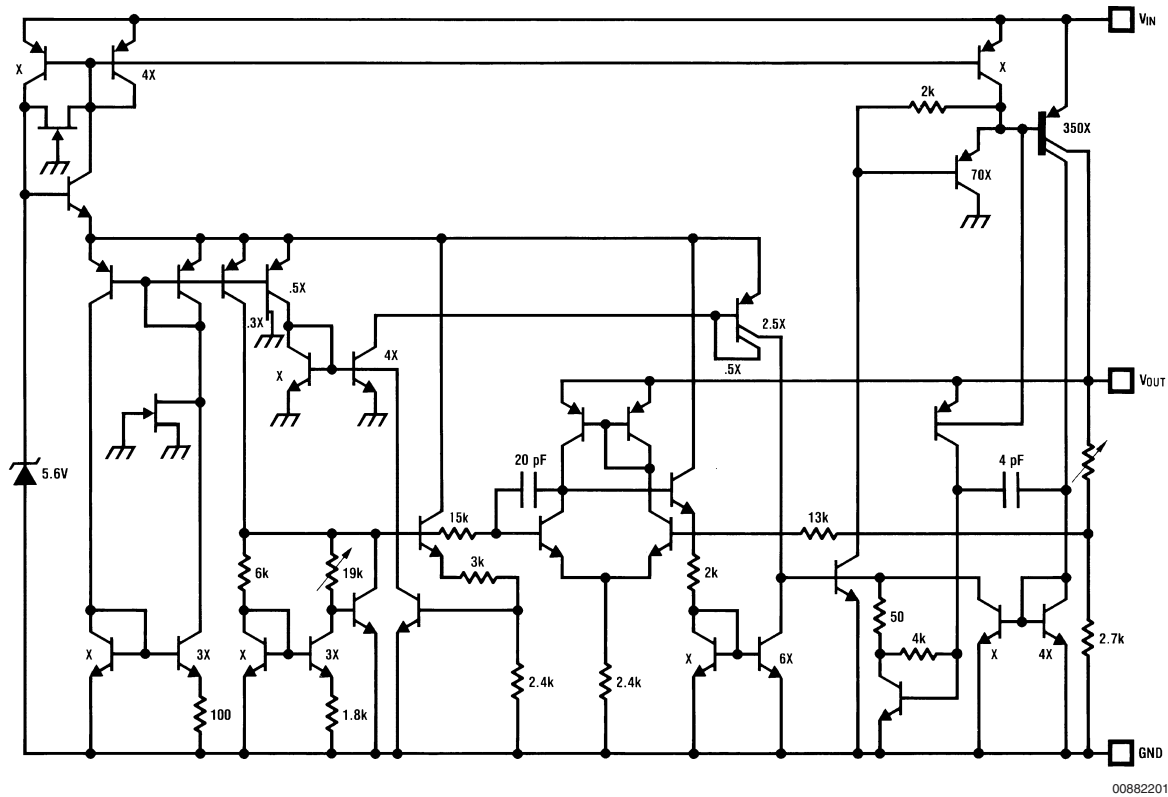 VIN
X
4X
X
2k
350X
70X
.5X
.3X
4X
X
2.5X
.5X
VOUT
5.6V
20 pF
4 pF
15k
13k
6k
19k
3k
2k
50
4k
X
3X
X
3X
X
6X
X
4X
2.7k
2.4k
2.4k
100
1.8k
GND
00882201